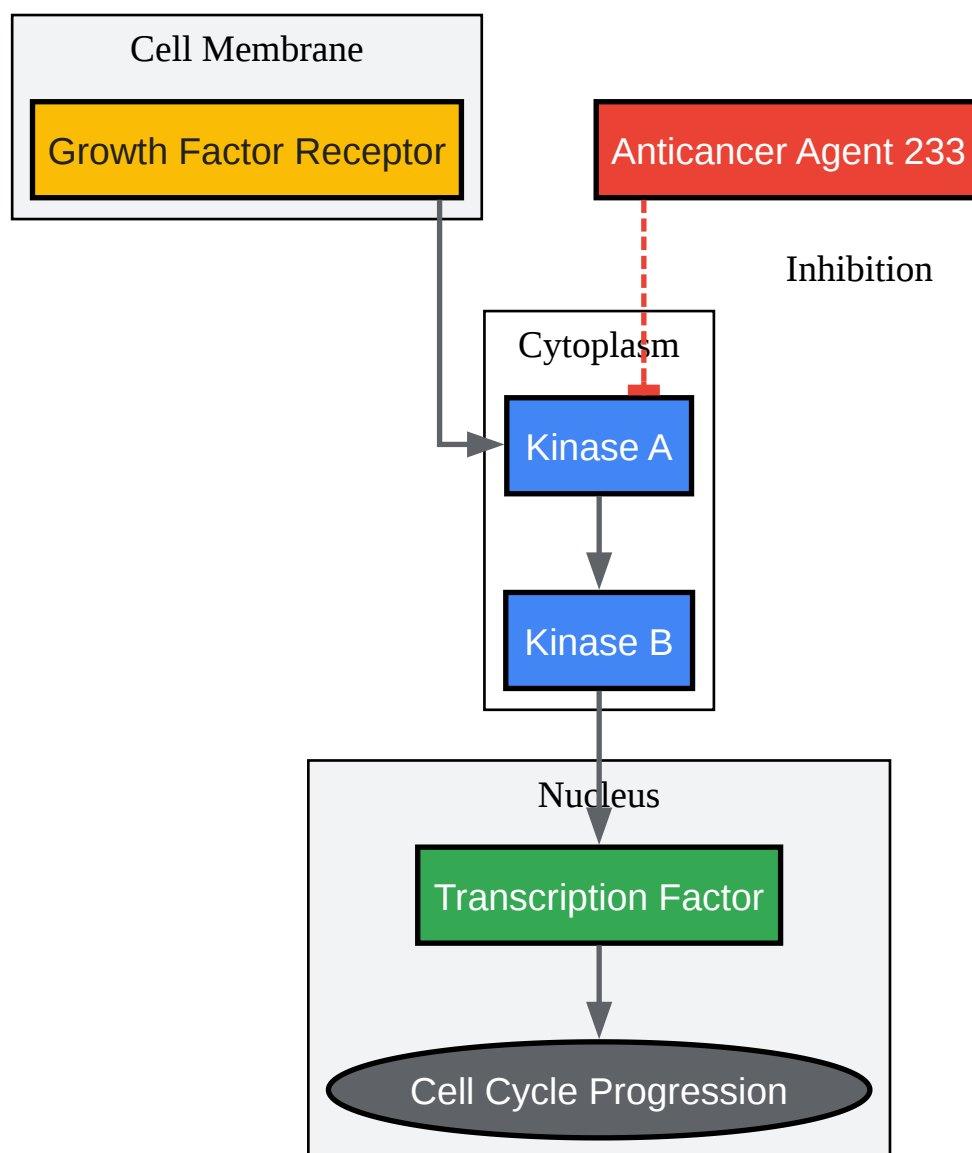 Cell Membrane
Growth Factor Receptor
Anticancer Agent 233
Inhibition
Cytoplasm
Kinase A
Kinase B
Nucleus
Transcription Factor
Cell Cycle Progression